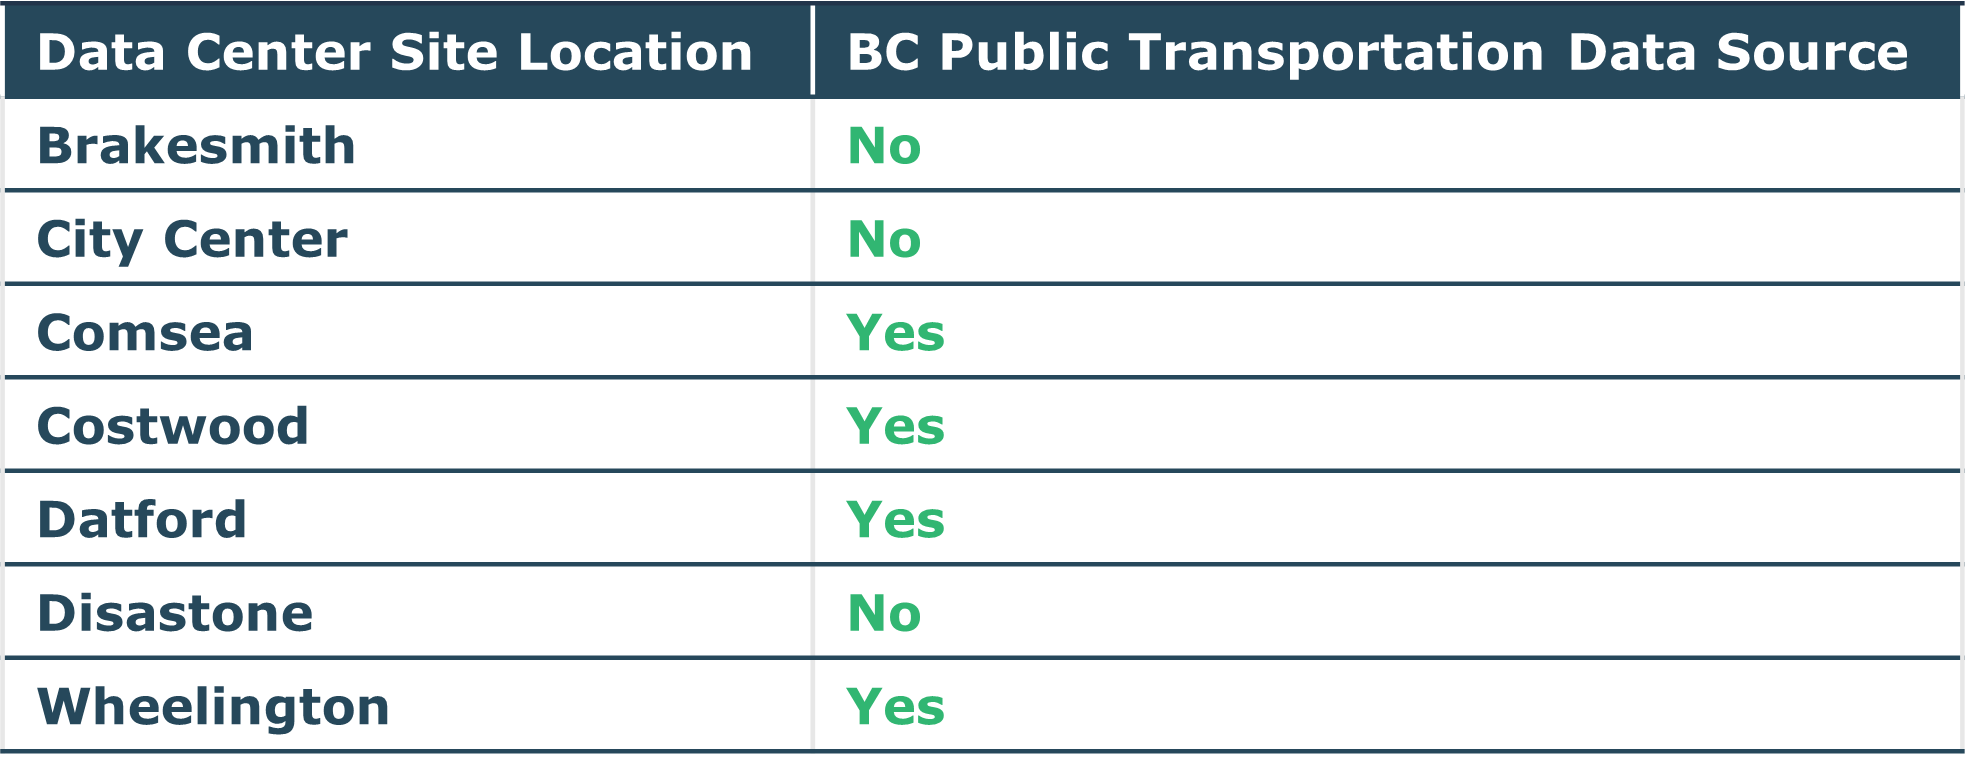 Data Center Site Location BC Public Transportation Data Source
Brakesmith No
City Center No
Comsea Yes
Costwood Yes
Datford Yes
Disastone No
Wheelington Yes